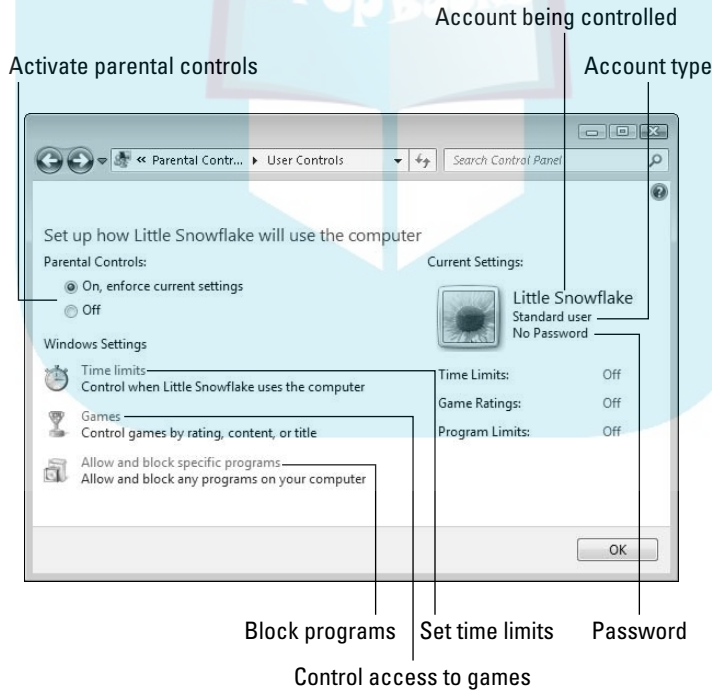 Account being controlled
Activate parental controls
Account type
« Parental Contr... ▸ User Controls
Search Control Panel
Set up how Little Snowflake will use the computer
Parental Controls:
On, enforce current settings
Off
Windows Settings
Time limits
Control when Little Snowflake uses the computer
Games
Control games by rating, content, or title
Allow and block specific programs
Allow and block any programs on your computer
Current Settings:
Little Snowflake
Standard user
No Password
Time Limits: Off
Game Ratings: Off
Program Limits: Off
OK
Block programs
Set time limits
Password
Control access to games